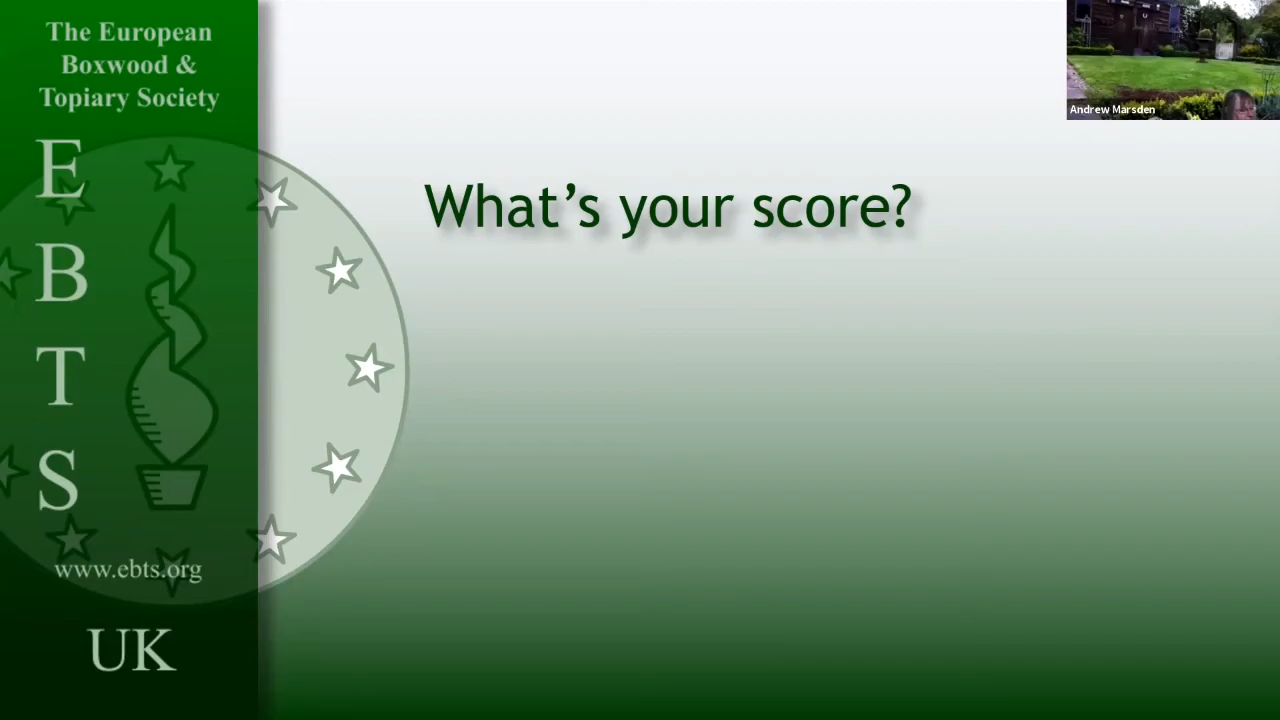 The European
Boxwood &
Topiary Society
E
B
T
S
www.ebts.org
UK
What's your score?
Andrew Marsden